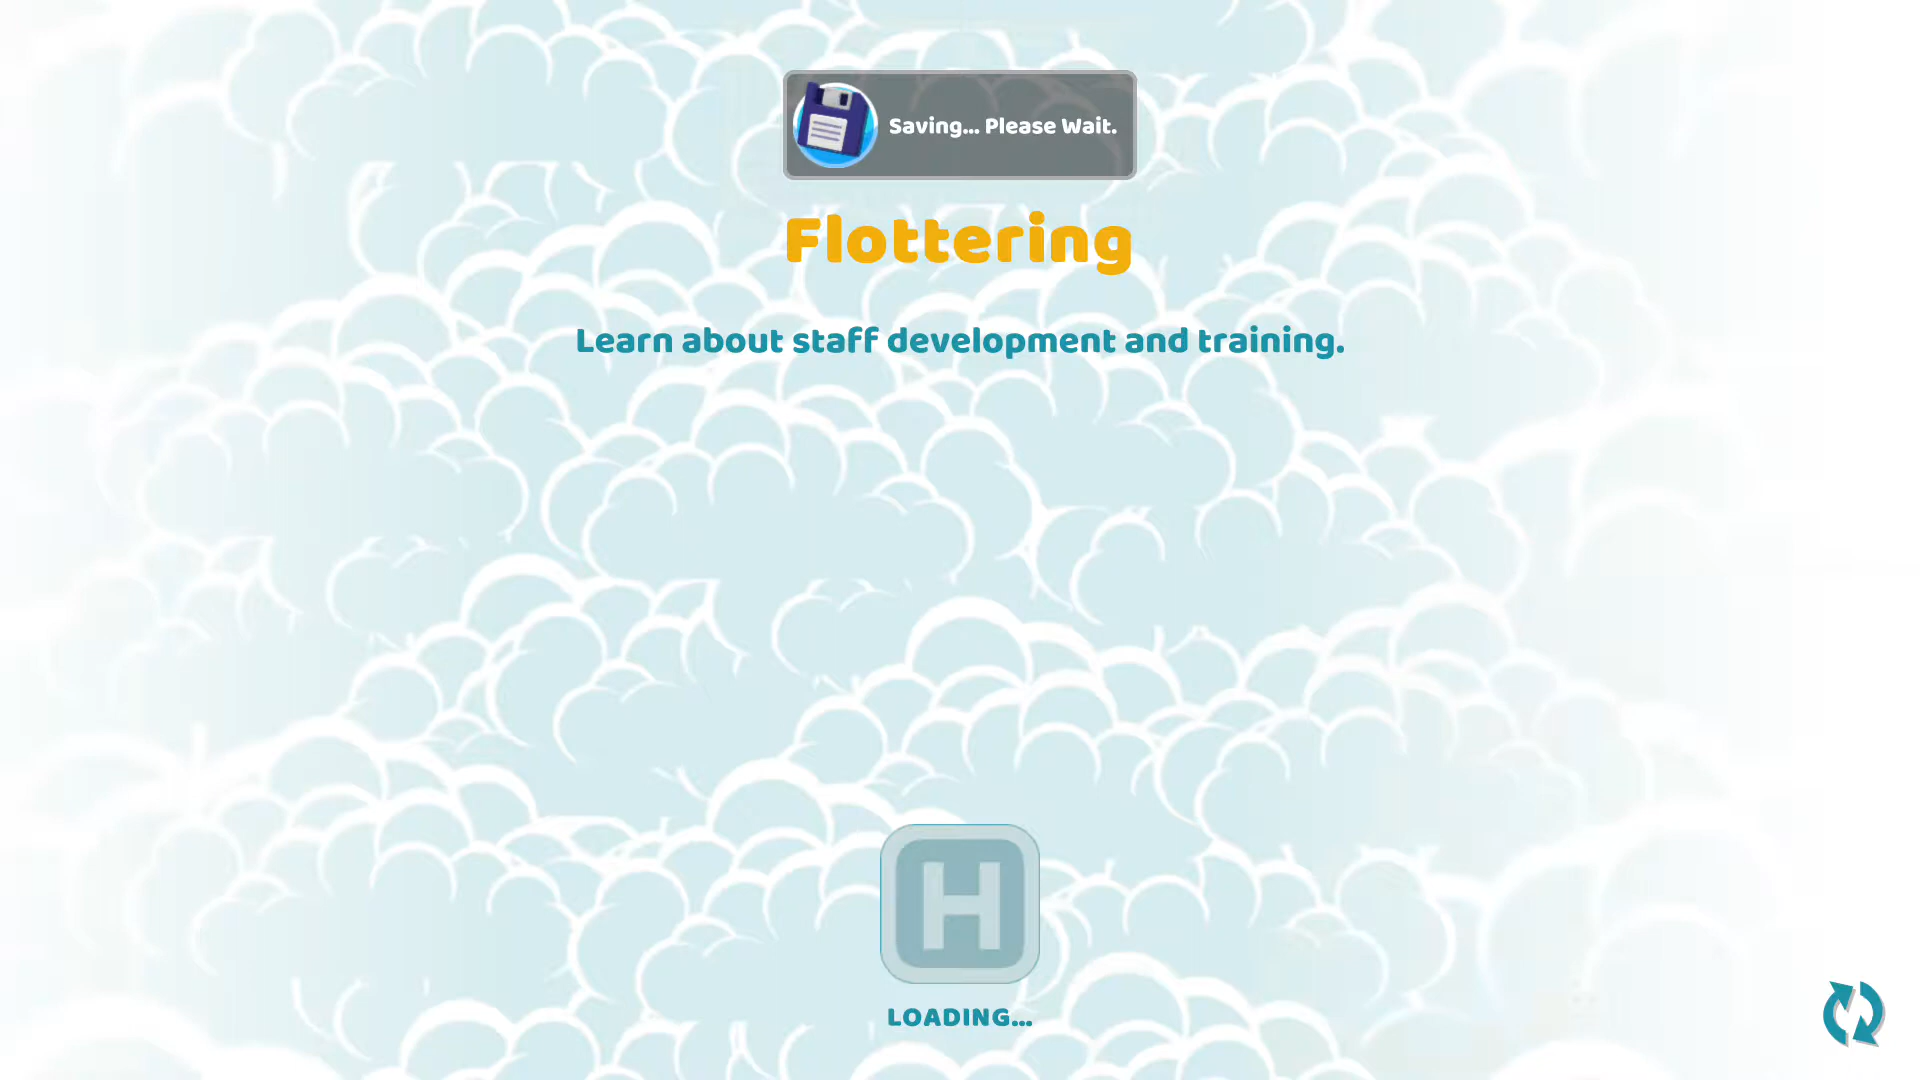 Saving... Please Wait.
Flottering
Learn about staff development and training.
H
LOADING...